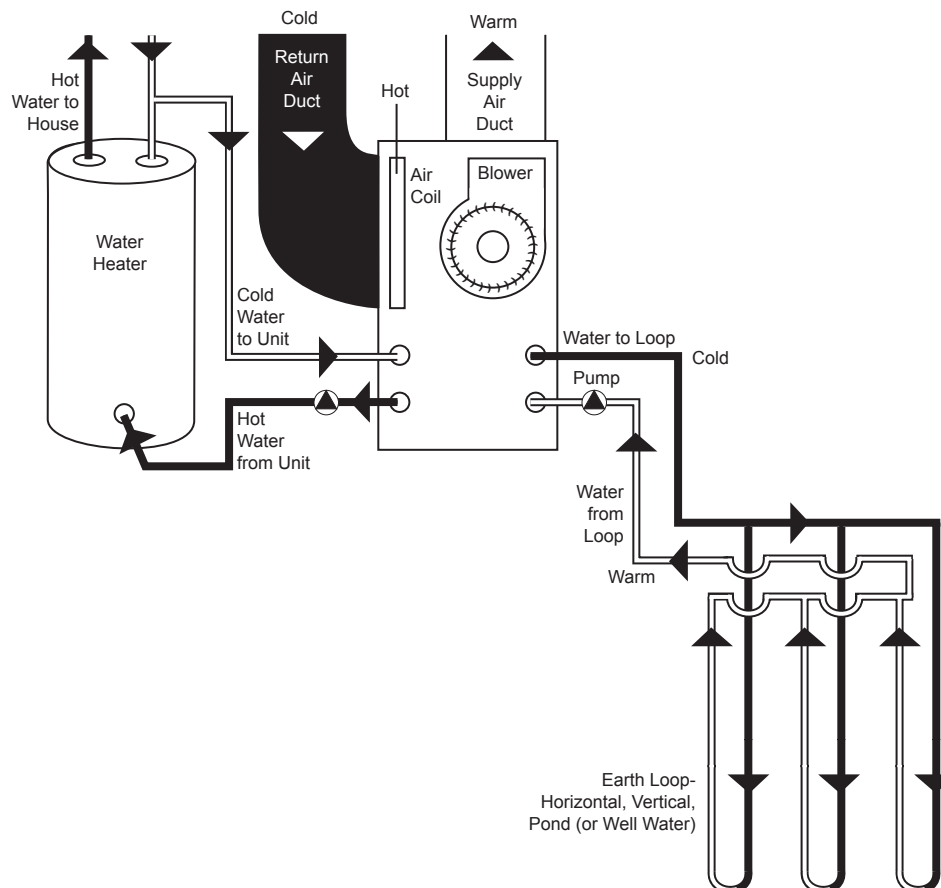 Cold
Warm
Return
Air
Duct
Supply
Air
Duct
Hot
Hot
Water to
House
Air
Coil
Blower
Water
Heater
Cold
Water
to Unit
Water to Loop
Cold
Pump
Hot
Water
from Unit
Water
from
Loop
Warm
Earth Loop-
Horizontal, Vertical,
Pond (or Well Water)